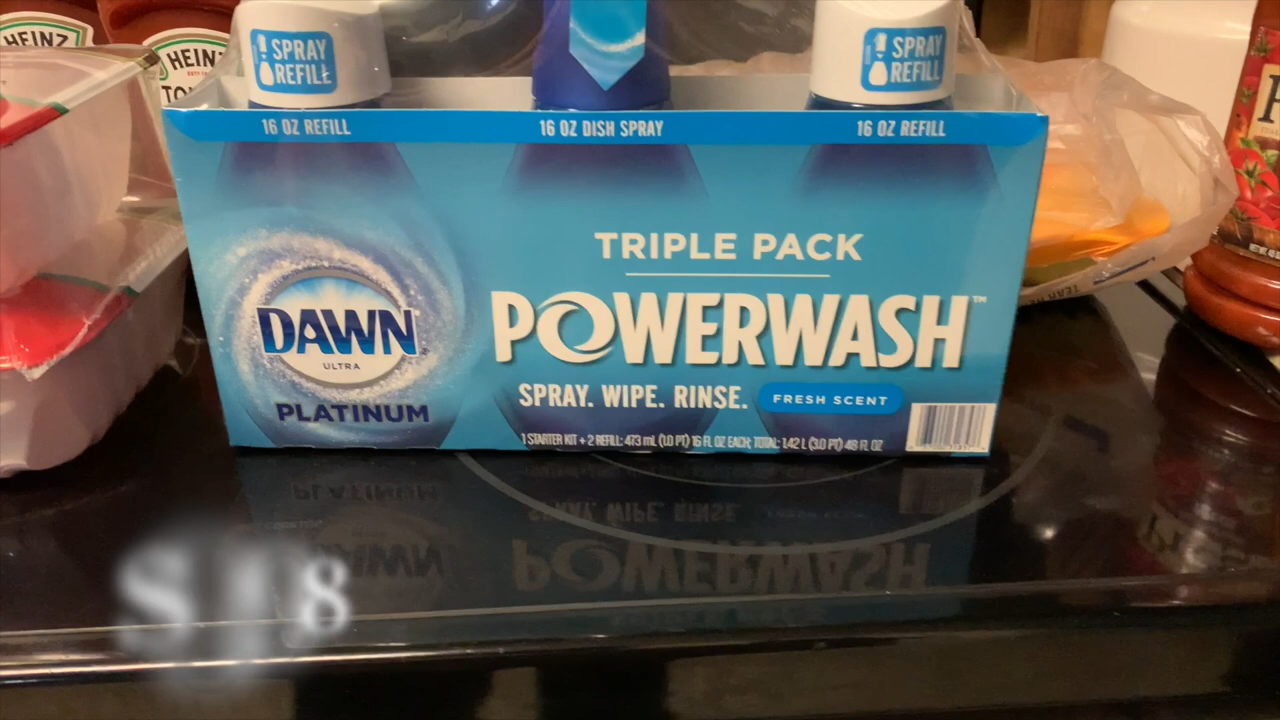 HEINZ
HEINZ
SPRAY
REFILL
SPRAY
REFILL
16 OZ REFILL
16 OZ DISH SPRAY
16 OZ REFILL
TRIPLE PACK
POWERWASH™
DAWN
ULTRA
PLATINUM
SPRAY. WIPE. RINSE.
FRESH SCENT
1 STARTER KIT + 2 REFILL: 473 mL (1.0 PT) 16 FL OZ EACH; TOTAL: 1.42 L (3.0 PT) 48 FL OZ